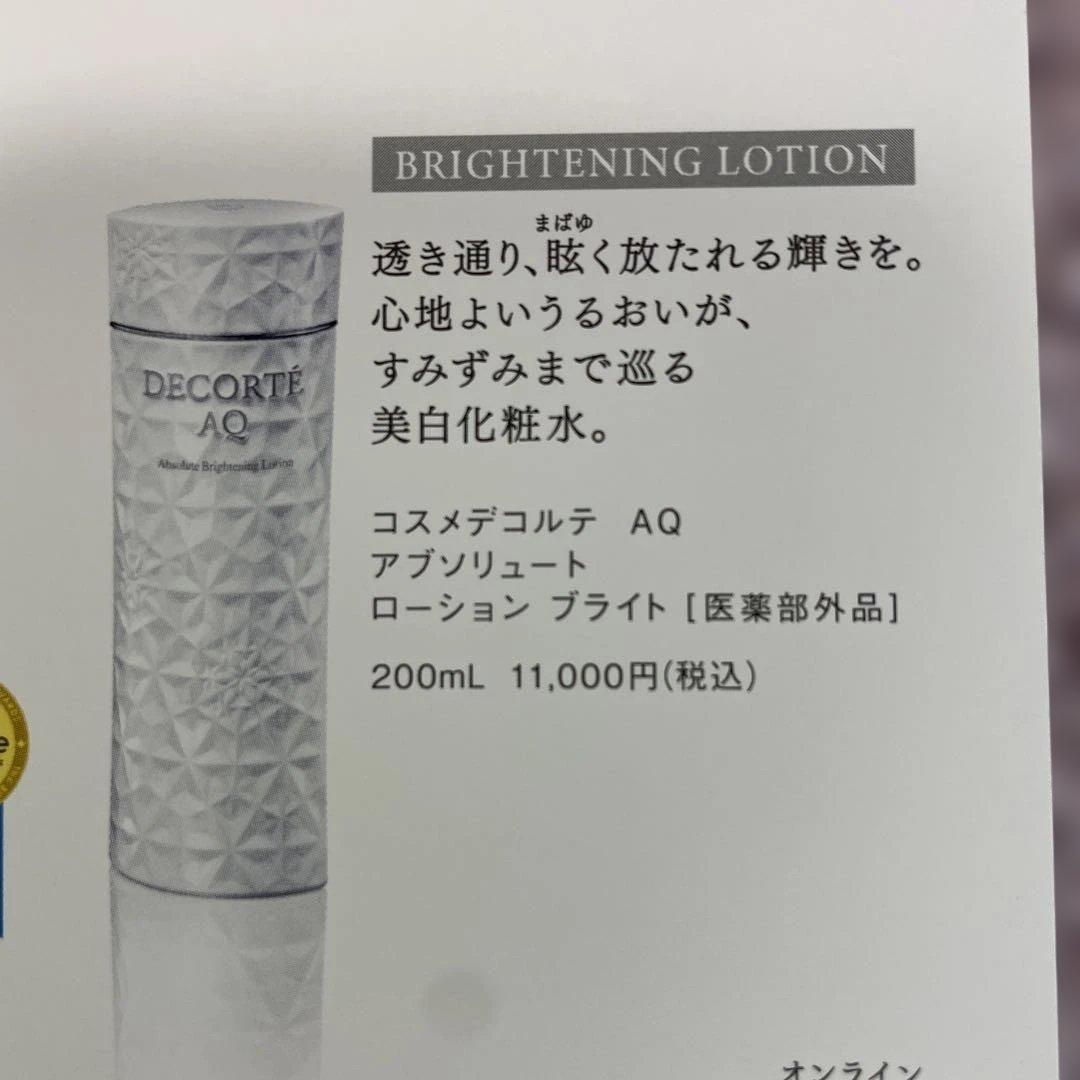 BRIGHTENING LOTION
まばゆ
透き通り、眩く放たれる輝きを。
心地よいうるおいが、
すみずみまで巡る
美白化粧水。
DECORTÉ
AQ
Absolute Brightening Lotion
コスメデコルテ AQ
アブソリュート
ローション ブライト [医薬部外品]
200mL 11,000円(税込)
オンライン